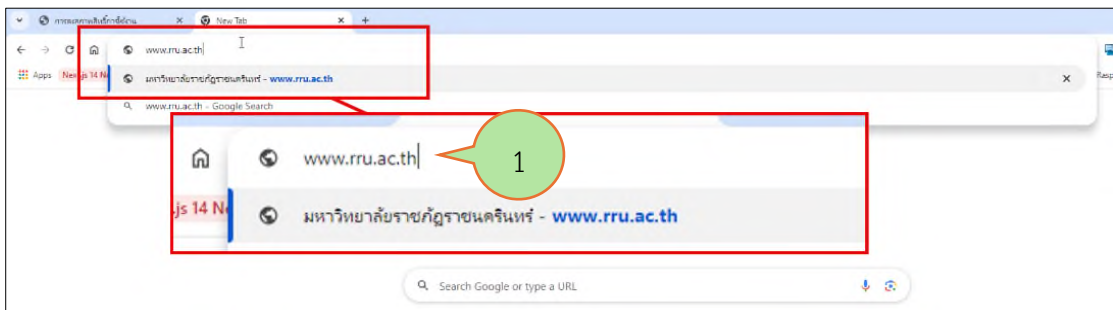 New Tab
www.rru.ac.th
Apps
มหาวิทยาลัยราชภัฏราชนครินทร์ - www.rru.ac.th
www.rru.ac.th - Google Search
www.rru.ac.th
1
.js 14 Ne
มหาวิทยาลัยราชภัฏราชนครินทร์ - www.rru.ac.th
Search Google or type a URL